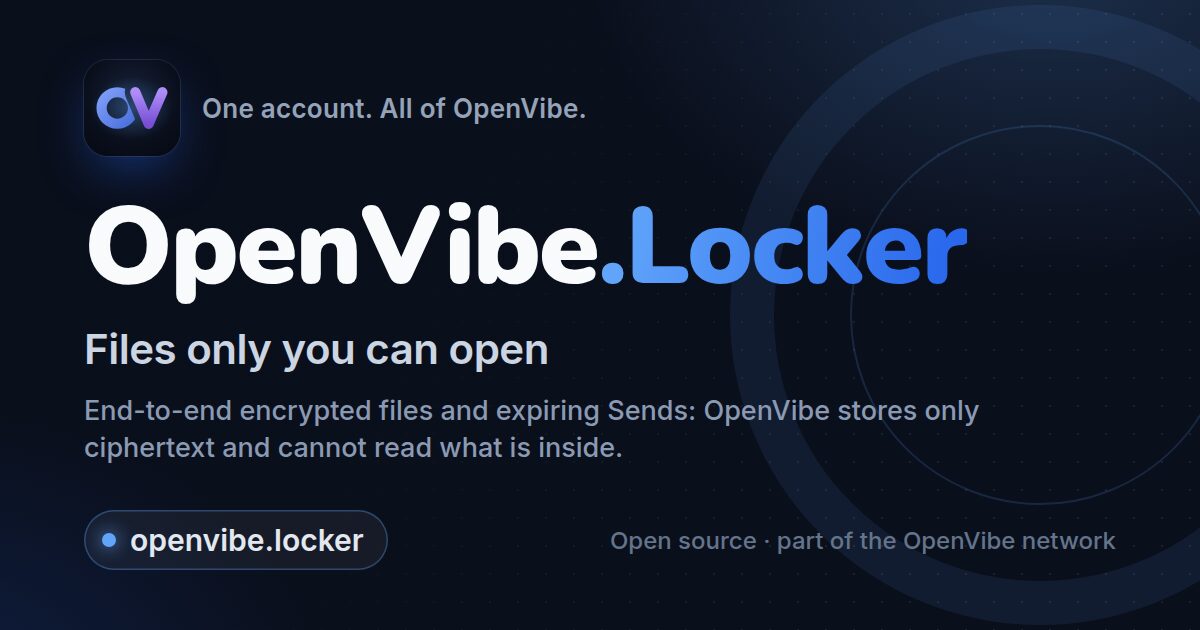 OV
One account. All of OpenVibe.
OpenVibe.Locker
Files only you can open
End-to-end encrypted files and expiring Sends: OpenVibe stores only
ciphertext and cannot read what is inside.
openvibe.locker
Open source · part of the OpenVibe network